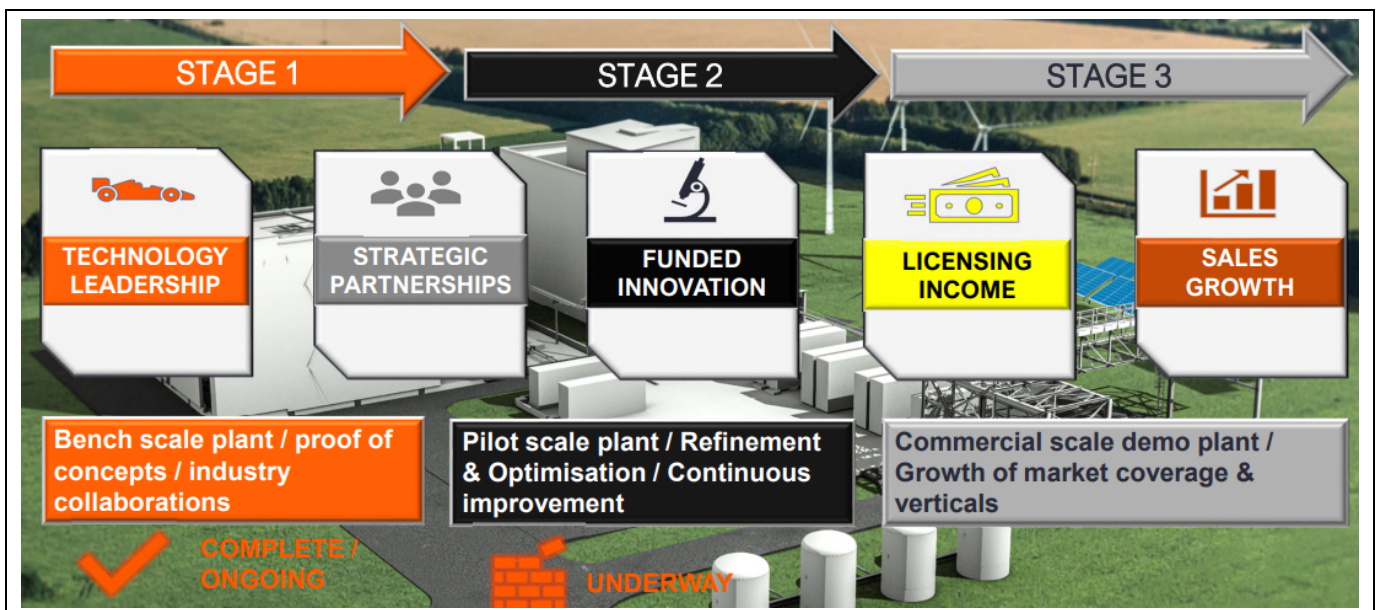 STAGE 1
STAGE 2
STAGE 3
TECHNOLOGY
LEADERSHIP
STRATEGIC
PARTNERSHIPS
FUNDED
INNOVATION
LICENSING
INCOME
SALES
GROWTH
Bench scale plant / proof of
concepts / industry
collaborations
Pilot scale plant / Refinement
& Optimisation / Continuous
improvement
Commercial scale demo plant /
Growth of market coverage &
verticals
COMPLETE /
ONGOING
UNDERWAY